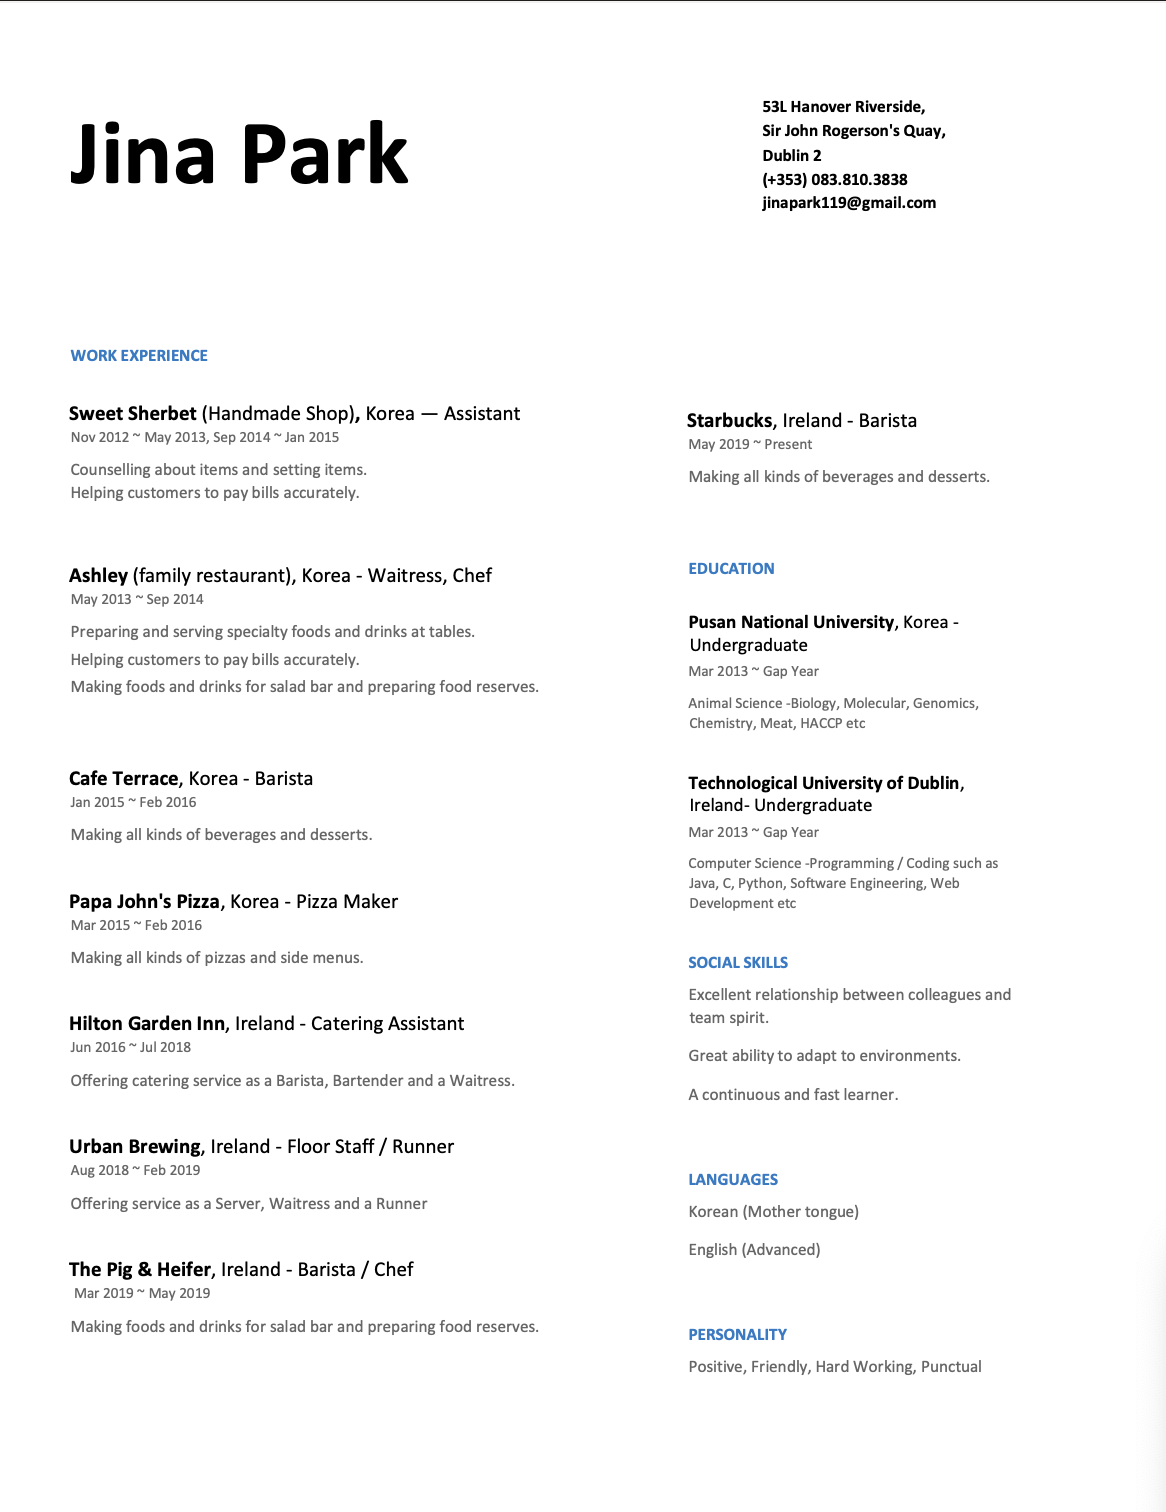 Jina Park
53L Hanover Riverside,
Sir John Rogerson's Quay,
Dublin 2
(+353) 083.810.3838
jinapark119@gmail.com
WORK EXPERIENCE
Sweet Sherbet (Handmade Shop), Korea — Assistant
Nov 2012 ~ May 2013, Sep 2014 ~ Jan 2015
Counselling about items and setting items.
Helping customers to pay bills accurately.
Ashley (family restaurant), Korea - Waitress, Chef
May 2013 ~ Sep 2014
Preparing and serving specialty foods and drinks at tables.
Helping customers to pay bills accurately.
Making foods and drinks for salad bar and preparing food reserves.
Cafe Terrace, Korea - Barista
Jan 2015 ~ Feb 2016
Making all kinds of beverages and desserts.
Papa John's Pizza, Korea - Pizza Maker
Mar 2015 ~ Feb 2016
Making all kinds of pizzas and side menus.
Hilton Garden Inn, Ireland - Catering Assistant
Jun 2016 ~ Jul 2018
Offering catering service as a Barista, Bartender and a Waitress.
Urban Brewing, Ireland - Floor Staff / Runner
Aug 2018 ~ Feb 2019
Offering service as a Server, Waitress and a Runner
The Pig & Heifer, Ireland - Barista / Chef
Mar 2019 ~ May 2019
Making foods and drinks for salad bar and preparing food reserves.
Starbucks, Ireland - Barista
May 2019 ~ Present
Making all kinds of beverages and desserts.
EDUCATION
Pusan National University, Korea -
Undergraduate
Mar 2013 ~ Gap Year
Animal Science -Biology, Molecular, Genomics,
Chemistry, Meat, HACCP etc
Technological University of Dublin,
Ireland- Undergraduate
Mar 2013 ~ Gap Year
Computer Science -Programming / Coding such as
Java, C, Python, Software Engineering, Web
Development etc
SOCIAL SKILLS
Excellent relationship between colleagues and
team spirit.
Great ability to adapt to environments.
A continuous and fast learner.
LANGUAGES
Korean (Mother tongue)
English (Advanced)
PERSONALITY
Positive, Friendly, Hard Working, Punctual